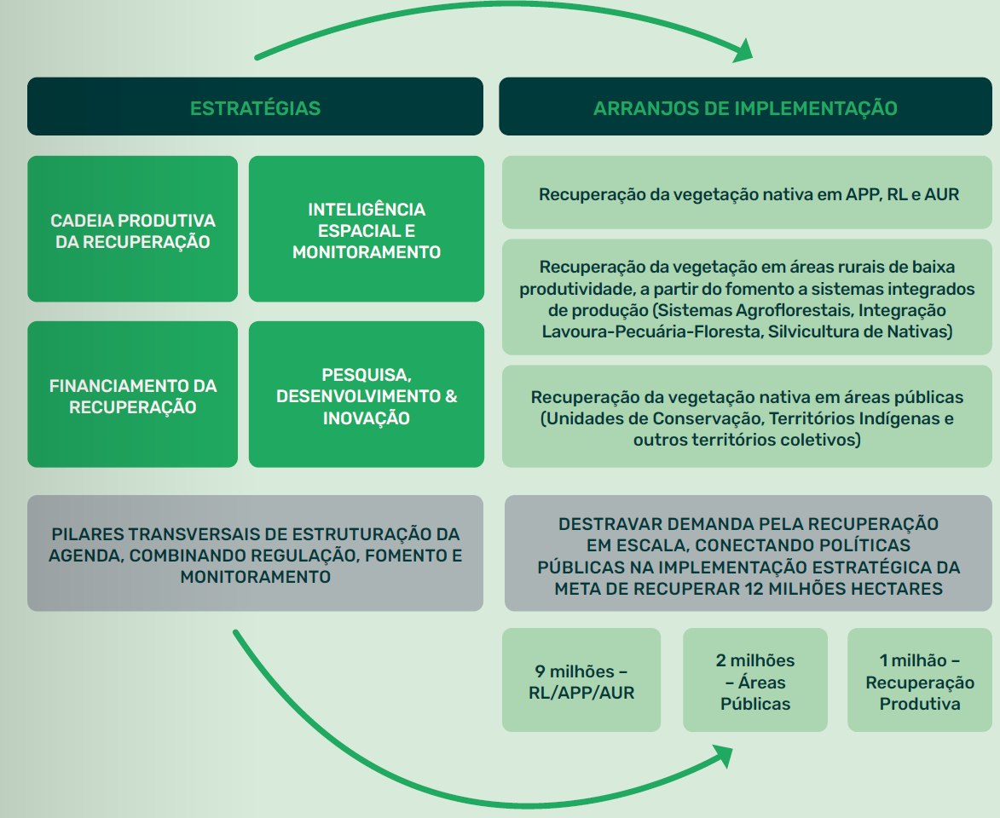 ESTRATÉGIAS
CADEIA PRODUTIVA
DA RECUPERAÇÃO
INTELIGÊNCIA
ESPACIAL E
MONITORAMENTO
FINANCIAMENTO DA
RECUPERAÇÃO
PESQUISA,
DESENVOLVIMENTO &
INOVAÇÃO
PILARES TRANSVERSAIS DE ESTRUTURAÇÃO DA
AGENDA, COMBINANDO REGULAÇÃO, FOMENTO E
MONITORAMENTO
ARRANJOS DE IMPLEMENTAÇÃO
Recuperação da vegetação nativa em APP, RL e AUR
Recuperação da vegetação em áreas rurais de baixa
produtividade, a partir do fomento a sistemas integrados
de produção (Sistemas Agroflorestais, Integração
Lavoura-Pecuária-Floresta, Silvicultura de Nativas)
Recuperação da vegetação nativa em áreas públicas
(Unidades de Conservação, Territórios Indígenas e
outros territórios coletivos)
DESTRAVAR DEMANDA PELA RECUPERAÇÃO
EM ESCALA, CONECTANDO POLÍTICAS
PÚBLICAS NA IMPLEMENTAÇÃO ESTRATÉGICA DA
META DE RECUPERAR 12 MILHÕES HECTARES
9 milhões –
RL/APP/AUR
2 milhões
– Áreas
Públicas
1 milhão –
Recuperação
Produtiva